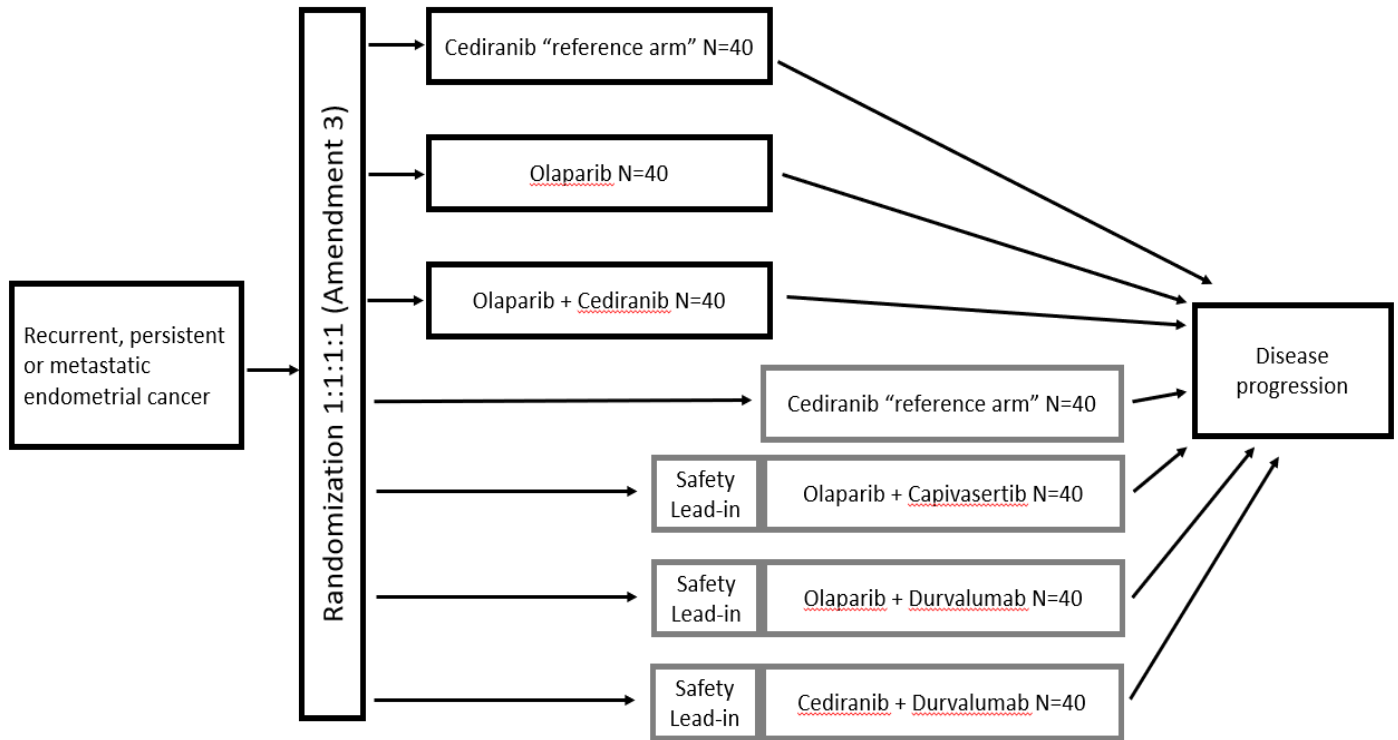 Recurrent, persistent
or metastatic
endometrial cancer
Randomization 1:1:1:1:1 (Amendment 3)
Cediranib “reference arm” N=40
Olaparib N=40
Olaparib + Cediranib N=40
Cediranib “reference arm” N=40
Safety
Lead-in
Olaparib + Capivasertib N=40
Safety
Lead-in
Olaparib + Durvalumab N=40
Safety
Lead-in
Cediranib + Durvalumab N=40
Disease
progression